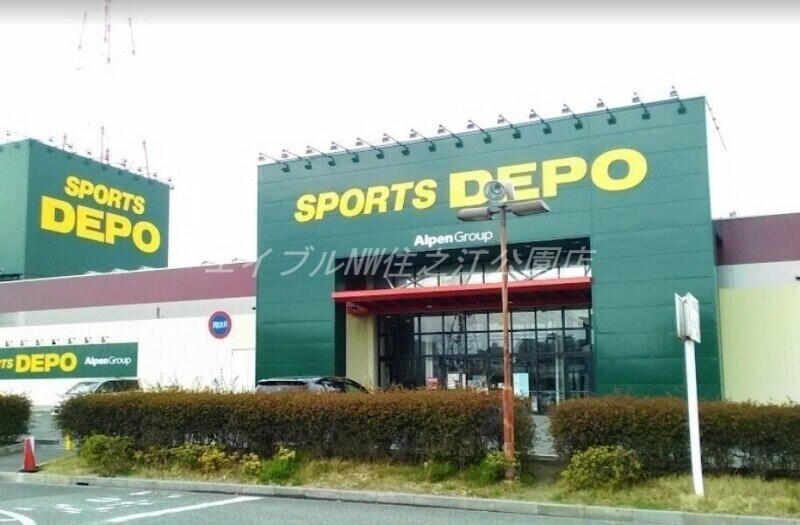 SPORTS
DEPO
SPORTS DEPO
Alpen Group
エイブルNW住之江公園店
RTS DEPO Alpen Group